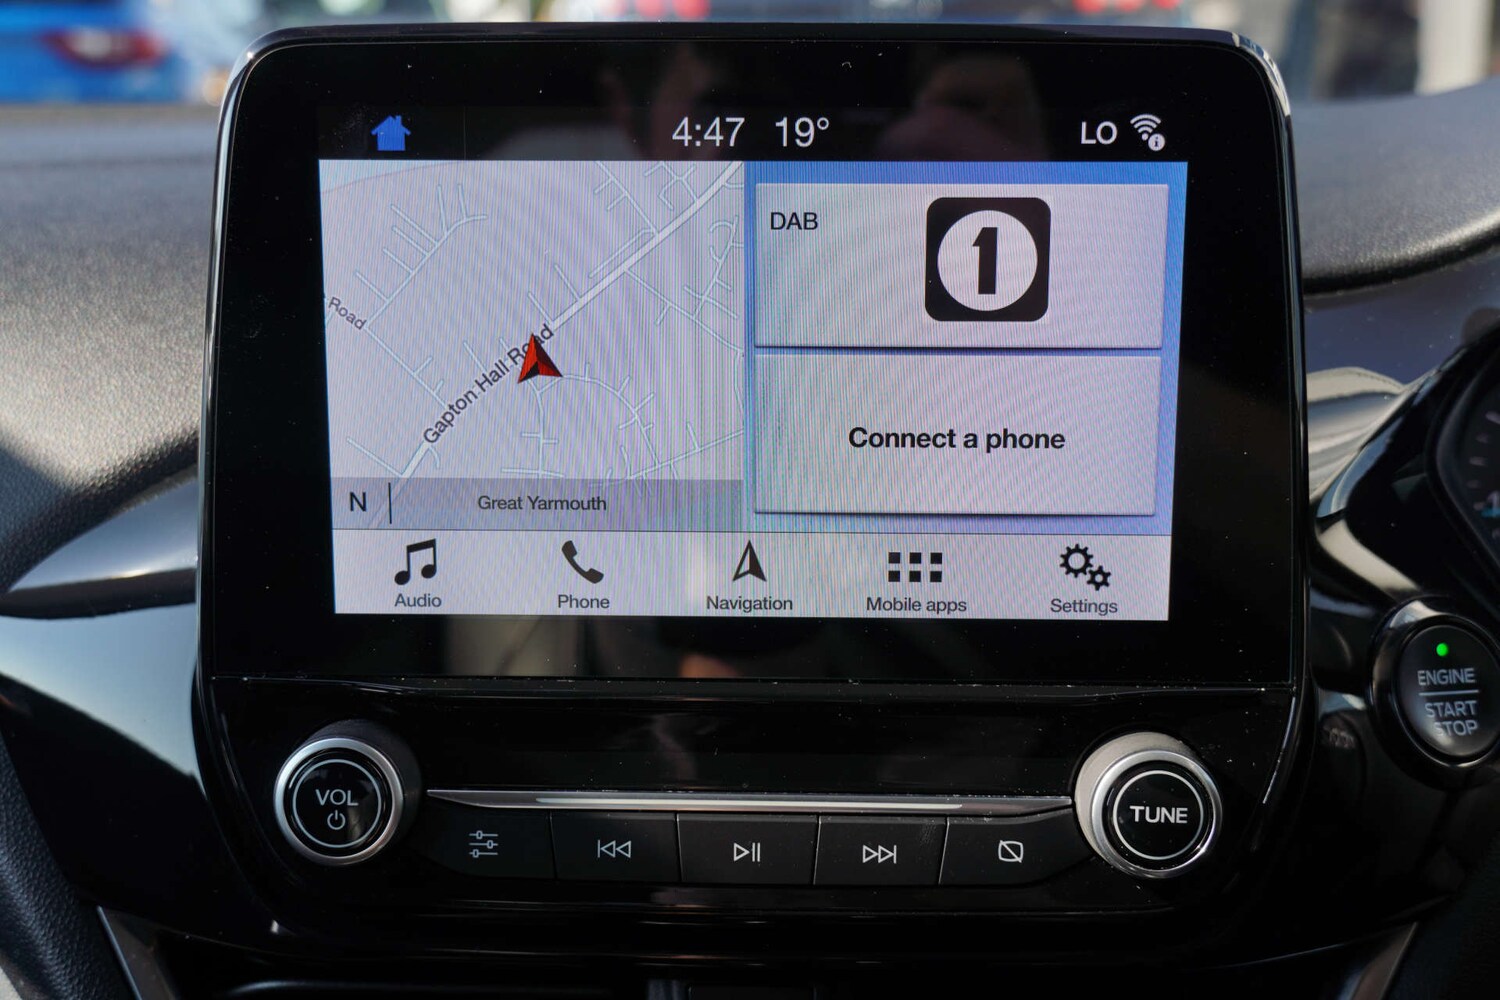 4:47 19° LO
DAB
1
Road
Gapton Hall Road
Connect a phone
N Great Yarmouth
Audio Phone Navigation Mobile apps Settings
ENGINE
START
STOP
VOL
TUNE